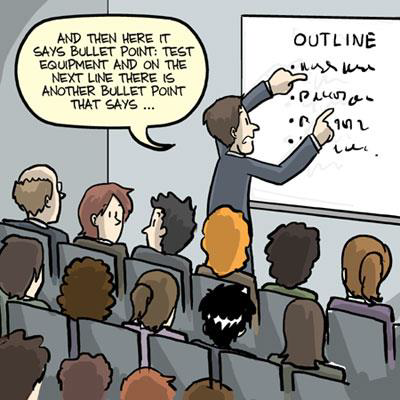 AND THEN HERE IT
SAYS BULLET POINT: TEST
EQUIPMENT AND ON THE
NEXT LINE THERE IS
ANOTHER BULLET POINT
THAT SAYS ...
OUTLINE